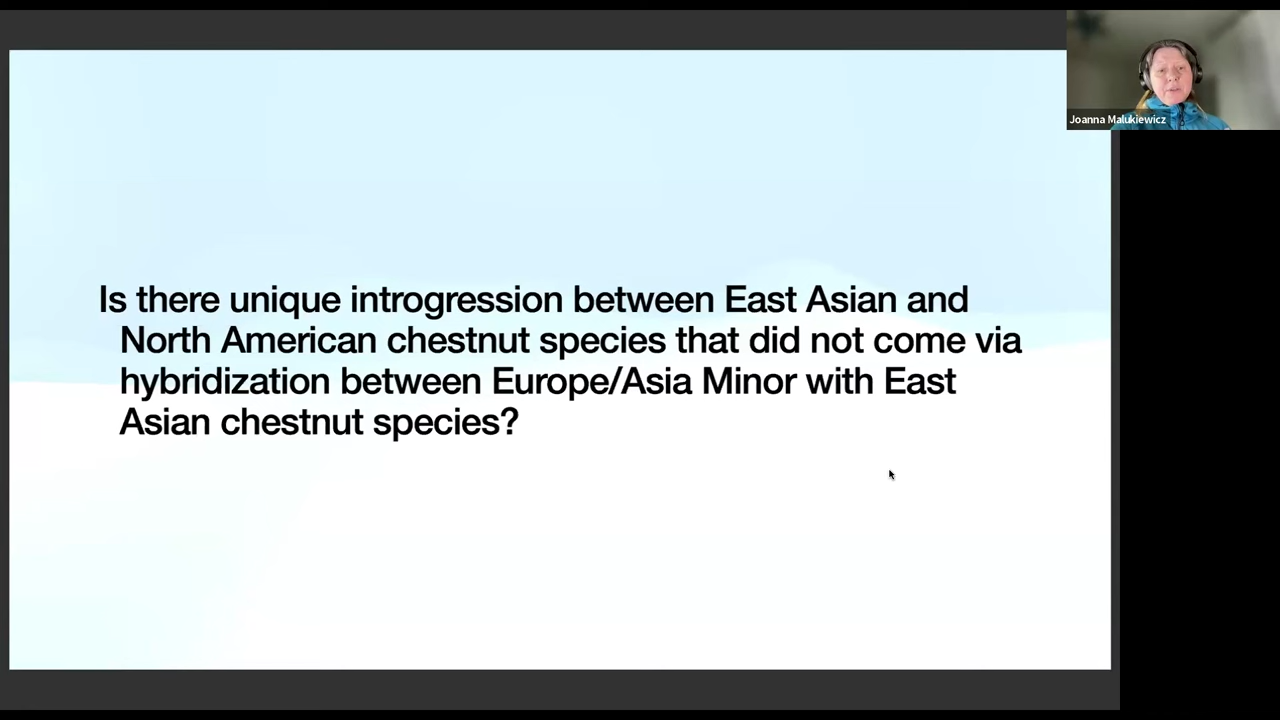 Joanna Malukiewicz
Is there unique introgression between East Asian and
North American chestnut species that did not come via
hybridization between Europe/Asia Minor with East
Asian chestnut species?